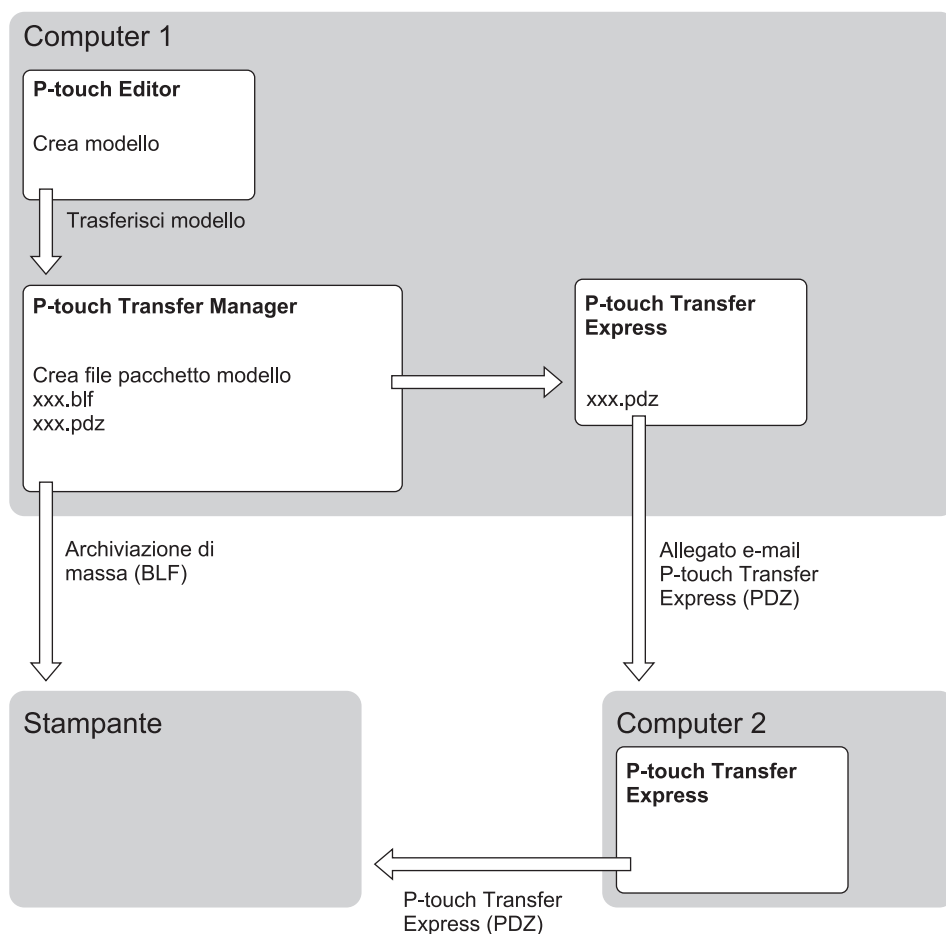 Computer 1
P-touch Editor
Crea modello
Trasferisci modello
P-touch Transfer Manager
Crea file pacchetto modello
xxx.blf
xxx.pdz
P-touch Transfer
Express
xxx.pdz
Archiviazione di
massa (BLF)
Allegato e-mail
P-touch Transfer
Express (PDZ)
Stampante
Computer 2
P-touch Transfer
Express
P-touch Transfer
Express (PDZ)